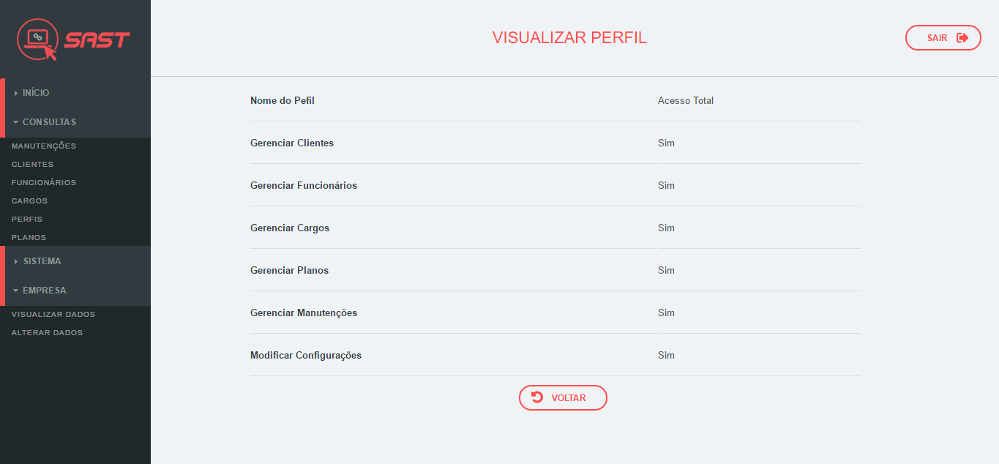 SAST
VISUALIZAR PERFIL
SAIR
INÍCIO
CONSULTAS
MANUTENÇÕES
CLIENTES
FUNCIONÁRIOS
CARGOS
PERFIS
PLANOS
SISTEMA
EMPRESA
VISUALIZAR DADOS
ALTERAR DADOS
Nome do Pefil Acesso Total
Gerenciar Clientes Sim
Gerenciar Funcionários Sim
Gerenciar Cargos Sim
Gerenciar Planos Sim
Gerenciar Manutenções Sim
Modificar Configurações Sim
VOLTAR